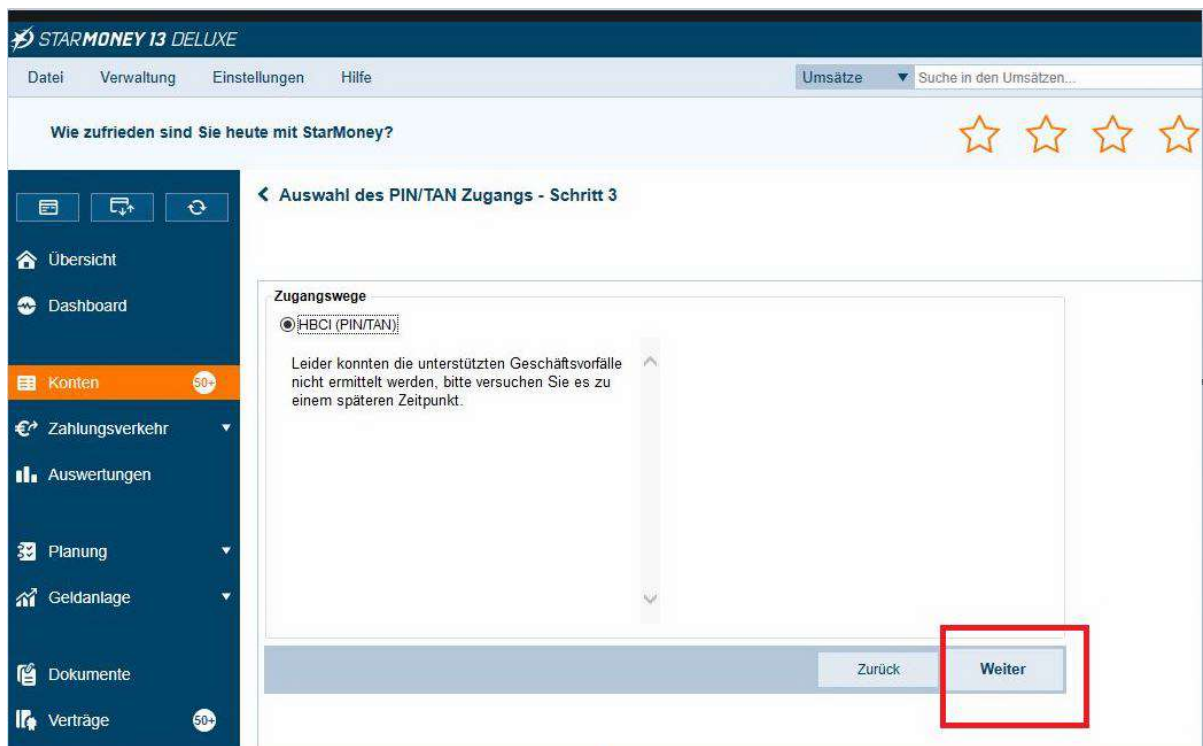 STARMONEY 13 DELUXE
Datei Verwaltung Einstellungen Hilfe Umsätze Suche in den Umsätzen...
Wie zufrieden sind Sie heute mit StarMoney?
Auswahl des PIN/TAN Zugangs - Schritt 3
Übersicht
Dashboard
Konten 50+
Zahlungsverkehr
Auswertungen
Planung
Geldanlage
Dokumente
Verträge 50+
Zugangswege
HBCI (PIN/TAN)
Leider konnten die unterstützten Geschäftsvorfälle
nicht ermittelt werden, bitte versuchen Sie es zu
einem späteren Zeitpunkt.
Zurück Weiter